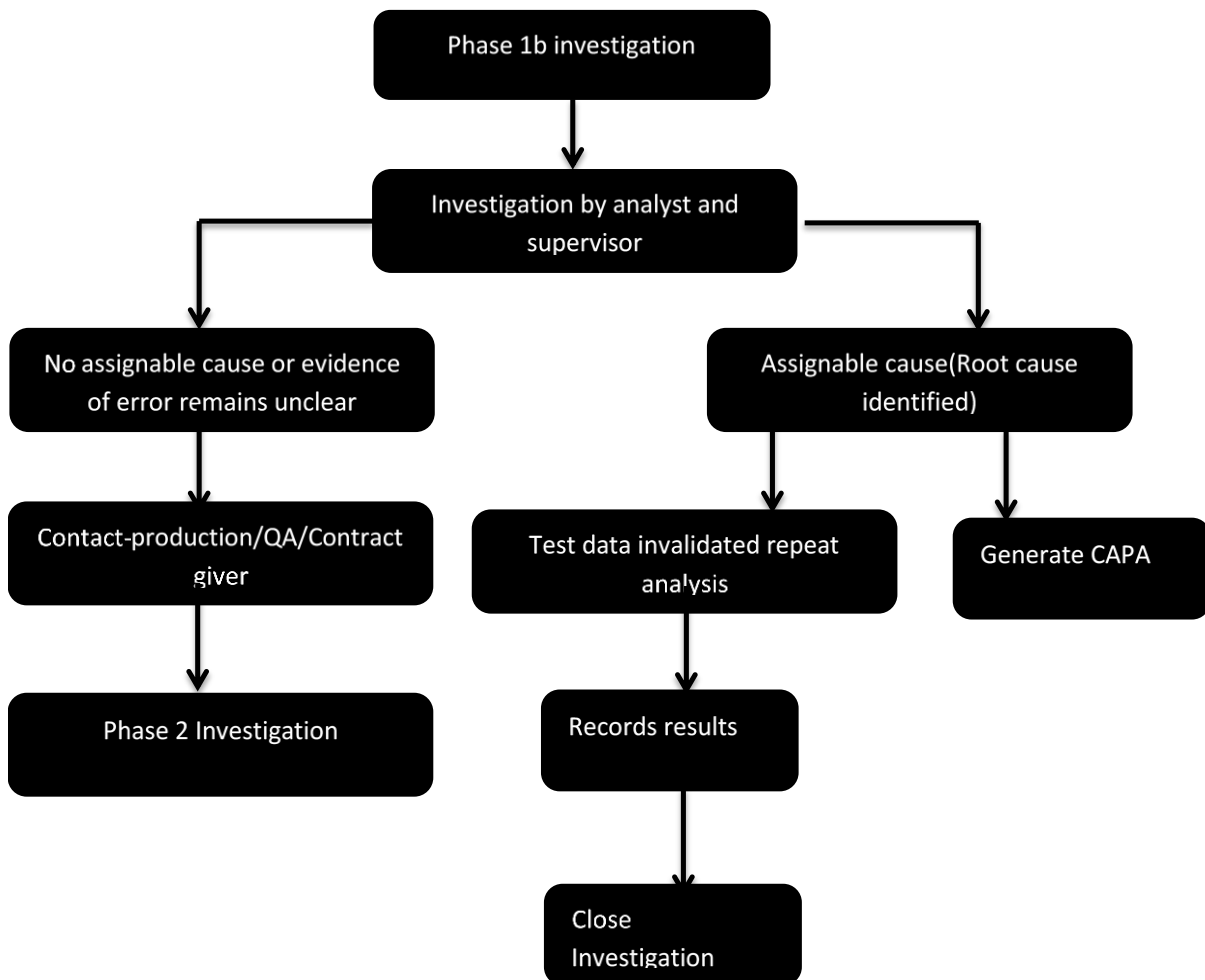 Phase 1b investigation
Investigation by analyst and
supervisor
No assignable cause or evidence
of error remains unclear
Assignable cause(Root cause
identified)
Contact-production/QA/Contract
giver
Test data invalidated repeat
analysis
Generate CAPA
Phase 2 Investigation
Records results
Close
Investigation